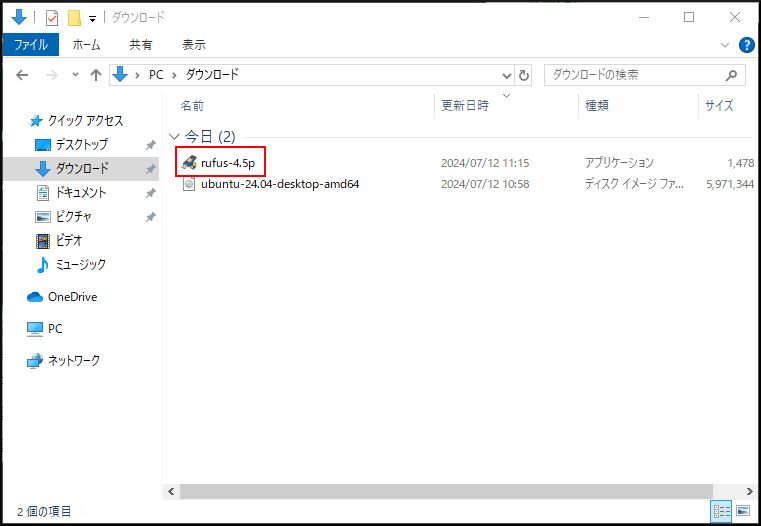 ダウンロード
ファイル ホーム 共有 表示
PC ダウンロード ダウンロードの検索
名前 更新日時 種類 サイズ
クイック アクセス
デスクトップ
ダウンロード
ドキュメント
ピクチャ
ビデオ
ミュージック
OneDrive
PC
ネットワーク
今日 (2)
rufus-4.5p 2024/07/12 11:15 アプリケーション 1,478
ubuntu-24.04-desktop-amd64 2024/07/12 10:58 ディスク イメージ ファ... 5,971,344
2 個の項目